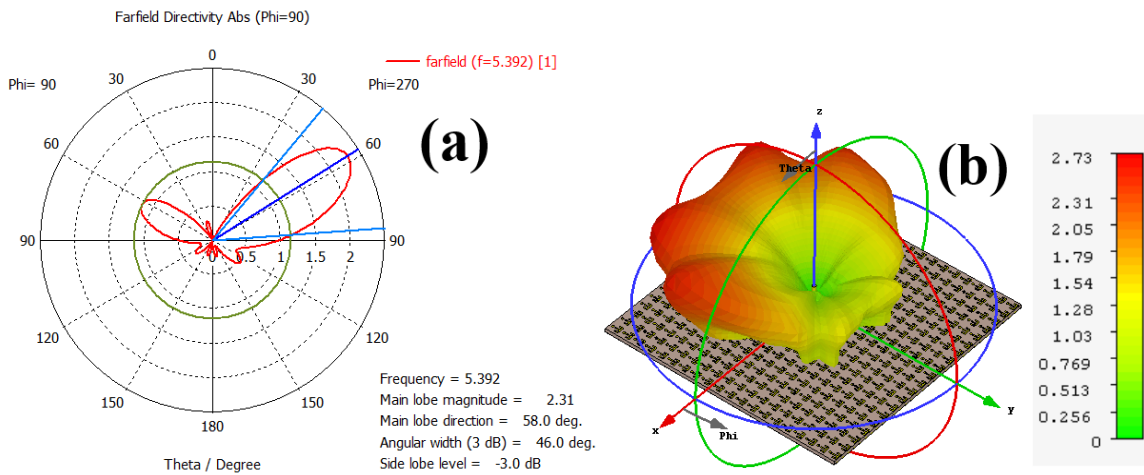 Farfield Directivity Abs (Phi=90)
farfield (f=5.392) [1]
Phi= 90
30
0
30
Phi=270
60
60
90
0
0.5
1
1.5
2
90
120
120
150
180
150
Theta / Degree
Frequency = 5.392
Main lobe magnitude = 2.31
Main lobe direction = 58.0 deg.
Angular width (3 dB) = 46.0 deg.
Side lobe level = -3.0 dB
(a)
(b)
z
Theta
x
Phi
y
2.73
2.31
2.05
1.79
1.54
1.28
1.03
0.769
0.513
0.256
0